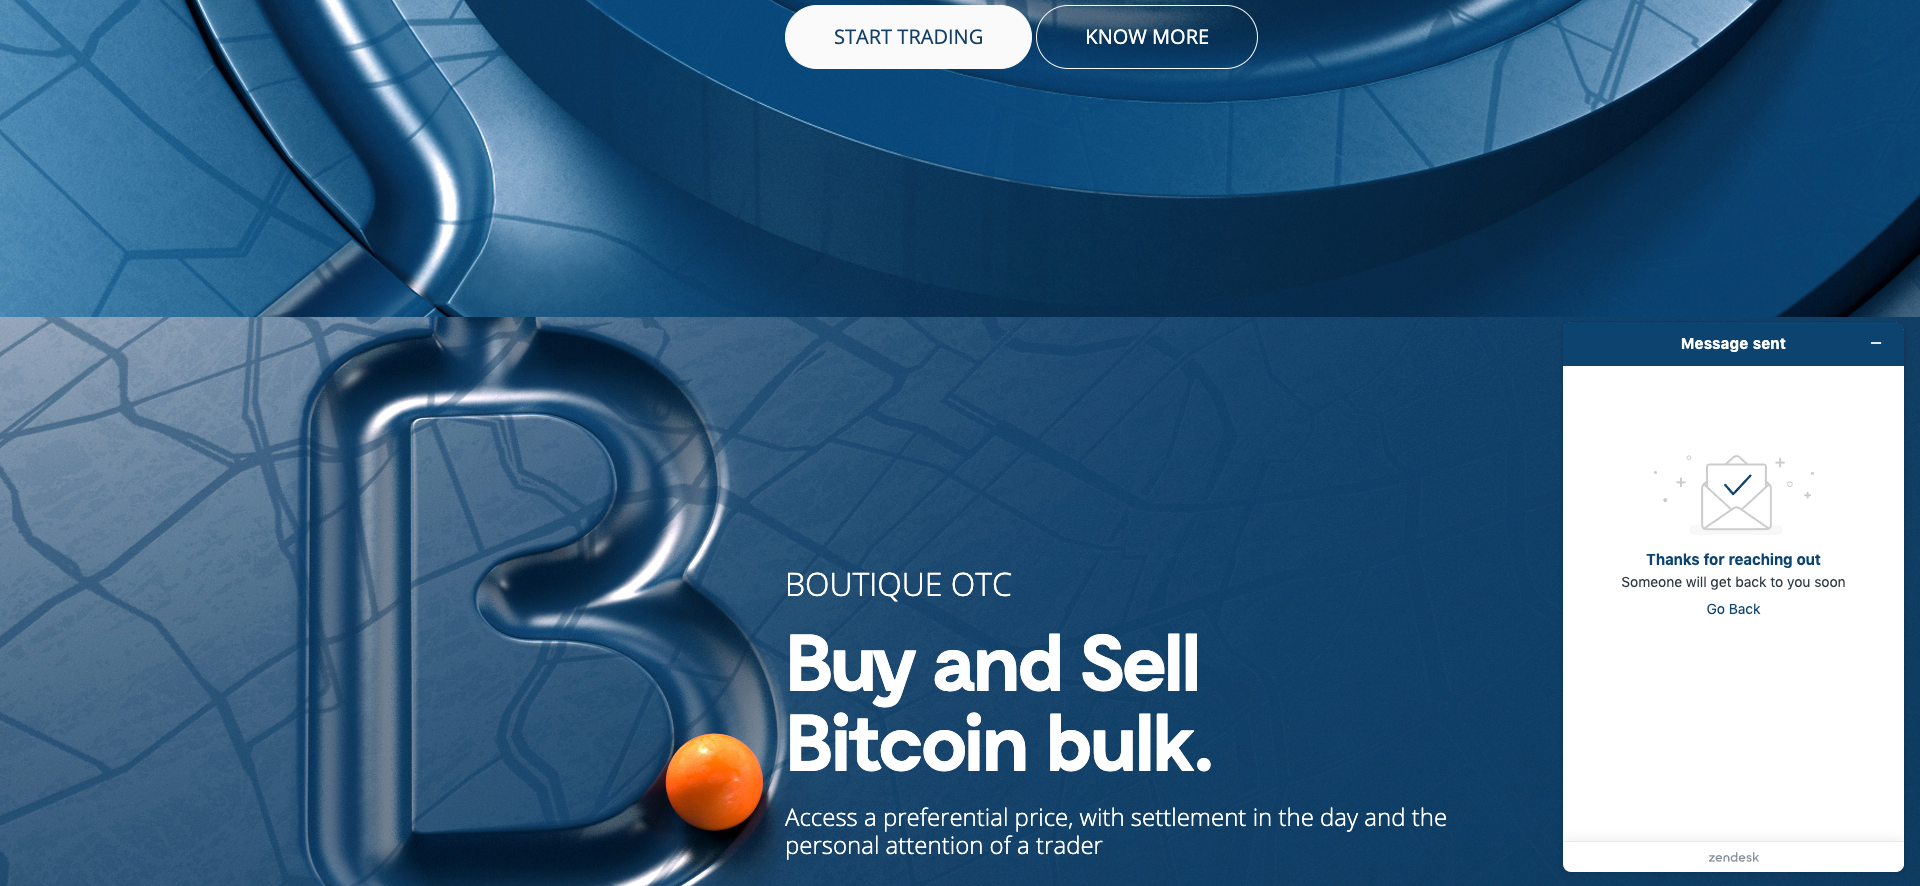 START TRADING
KNOW MORE
BOUTIQUE OTC
Buy and Sell
Bitcoin bulk.
Access a preferential price, with settlement in the day and the
personal attention of a trader
Message sent
Thanks for reaching out
Someone will get back to you soon
Go Back
zendesk